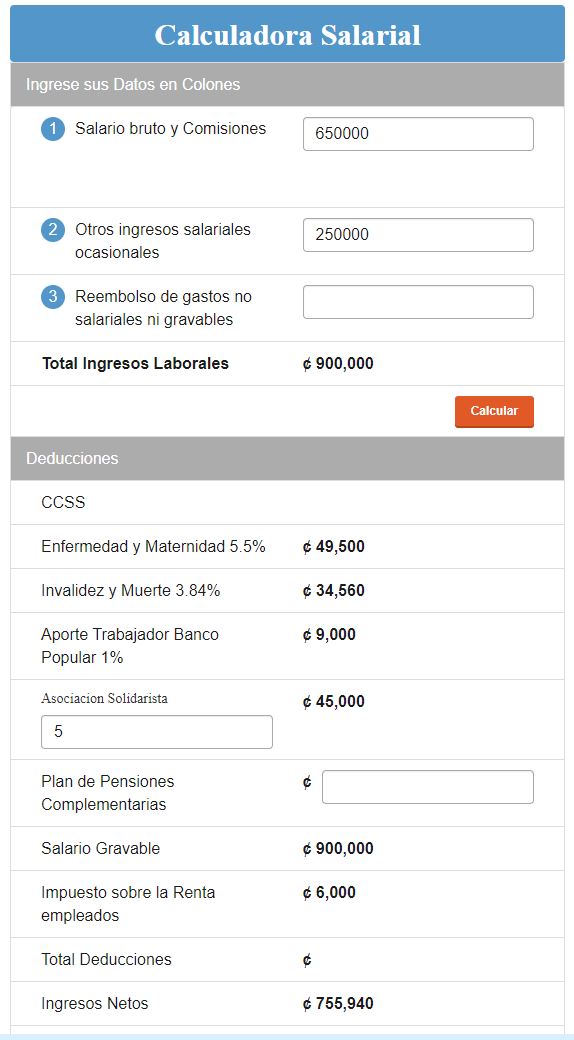 Calculadora Salarial
Ingrese sus Datos en Colones
1 Salario bruto y Comisiones 650000
2 Otros ingresos salariales 250000
ocasionales
3 Reembolso de gastos no
salariales ni gravables
Total Ingresos Laborales ¢ 900,000
Calcular
Deducciones
CCSS
Enfermedad y Maternidad 5.5% ¢ 49,500
Invalidez y Muerte 3.84% ¢ 34,560
Aporte Trabajador Banco ¢ 9,000
Popular 1%
Asociacion Solidarista ¢ 45,000
5
Plan de Pensiones ¢
Complementarias
Salario Gravable ¢ 900,000
Impuesto sobre la Renta ¢ 6,000
empleados
Total Deducciones ¢
Ingresos Netos ¢ 755,940